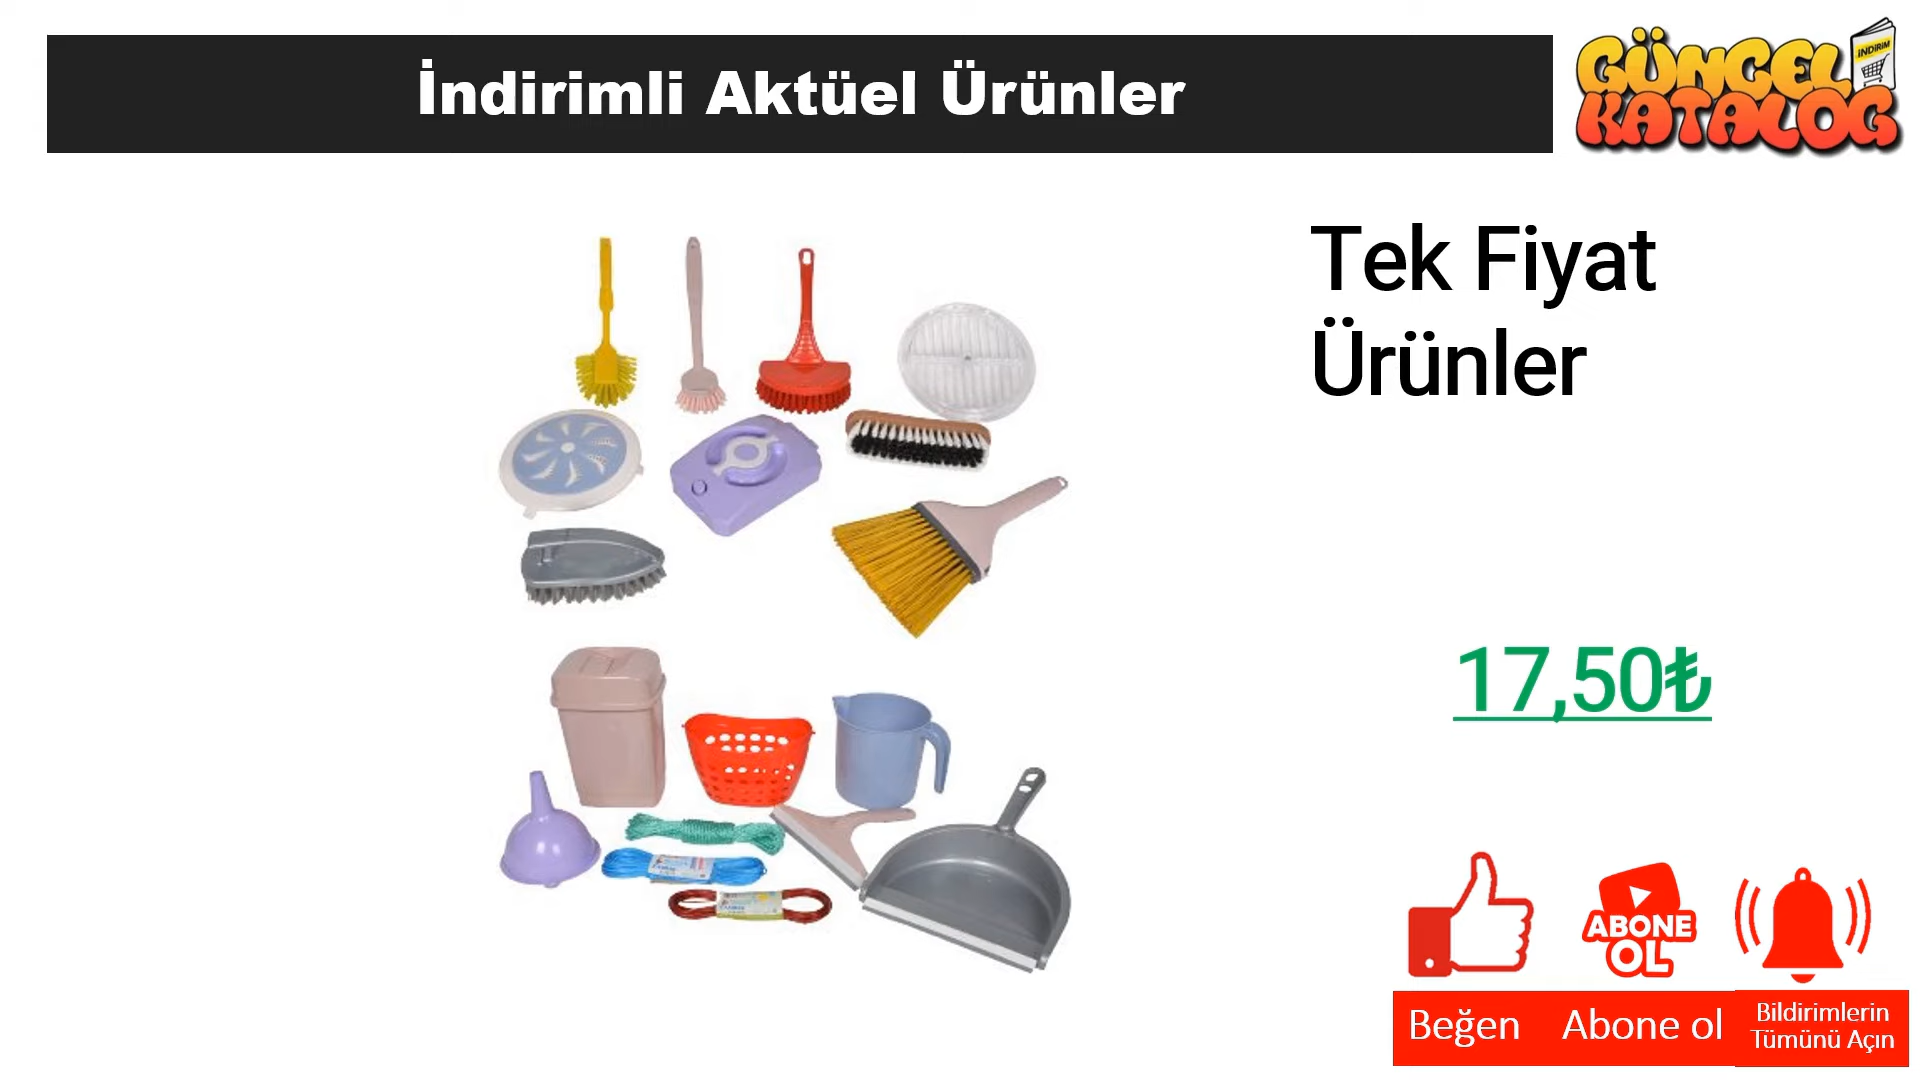 İndirimli Aktüel Ürünler
GÜNCEL
KATALOG
İNDİRİM
Tek Fiyat
Ürünler
17,50₺
ABONE
OL
Beğen
Abone ol
Bildirimlerin
Tümünü Açın